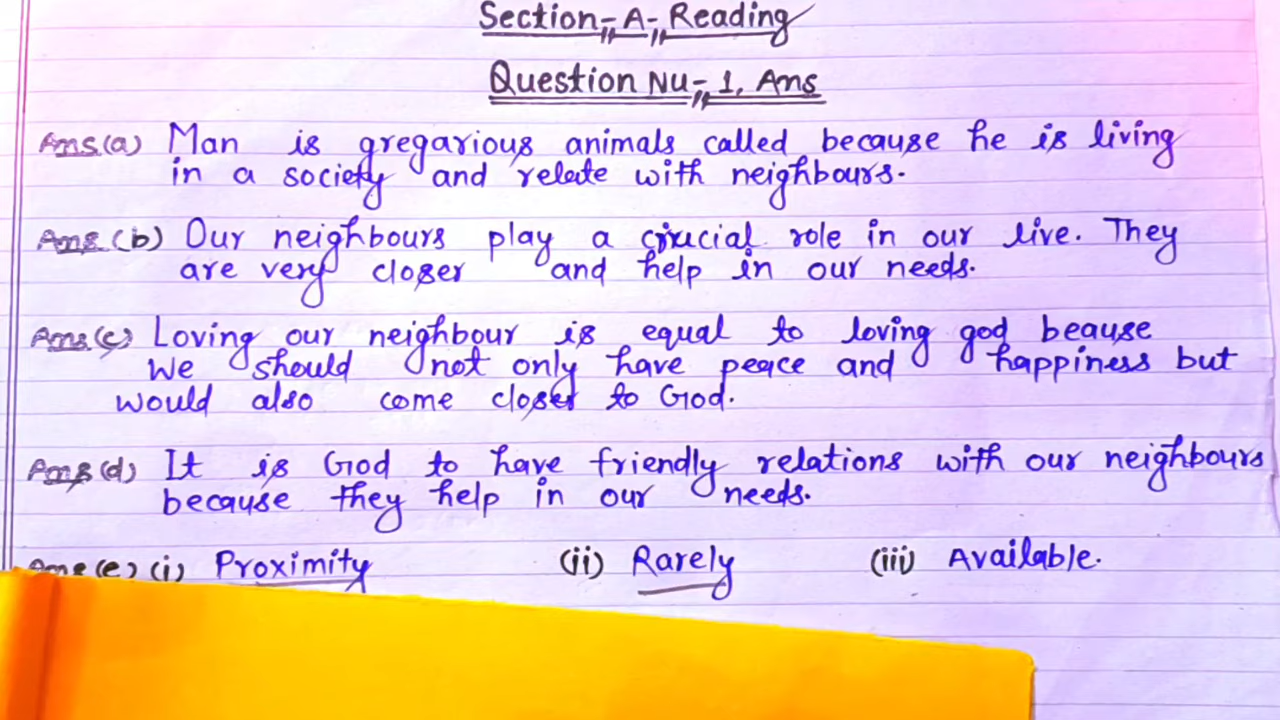 Section-A-Reading
Question Nu-1, Ans
Ans(a) Man is gregarious animals called because he is living
in a society and relate with neighbours.
Ans(b) Our neighbours play a crucial role in our live. They
are very closer and help in our needs.
Ans(c) Loving our neighbour is equal to loving god beause
We should not only have peace and happiness but
would also come closer to God.
Ans(d) It is God to have friendly relations with our neighbours
because they help in our needs.
Ans(e) (i) Proximity (ii) Rarely (iii) Available.